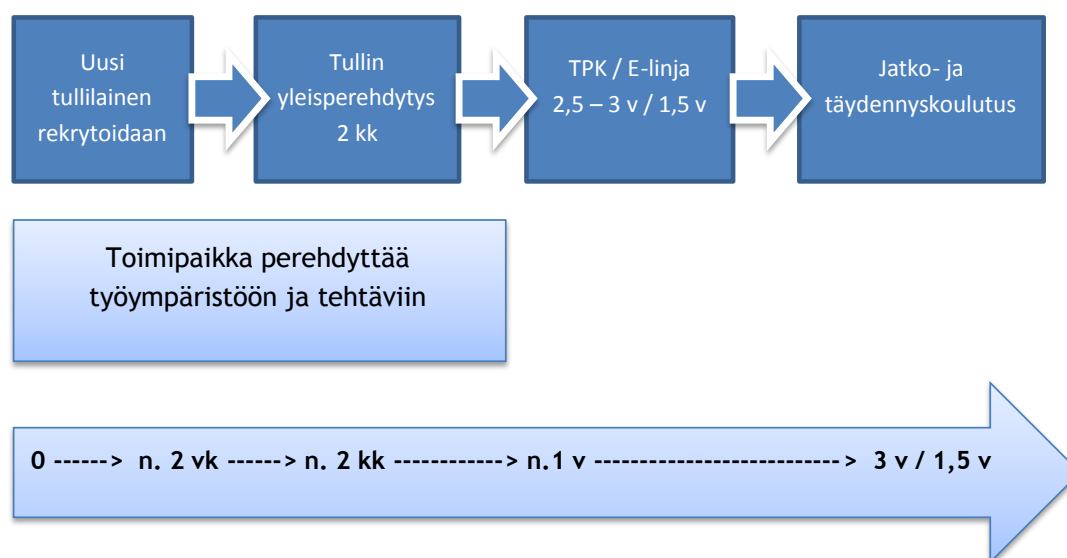 Uusi
tullilainen
rekrytoidaan
Tullin
yleisperehdytys
2 kk
TPK / E-linja
2,5 – 3 v / 1,5 v
Jatko- ja
täydennyskoulutus
Toimipaikka perehdyttää
työympäristöön ja tehtäviin
0 ------> n. 2 vk ------> n. 2 kk ------------> n.1 v ---------------------------> 3 v / 1,5 v